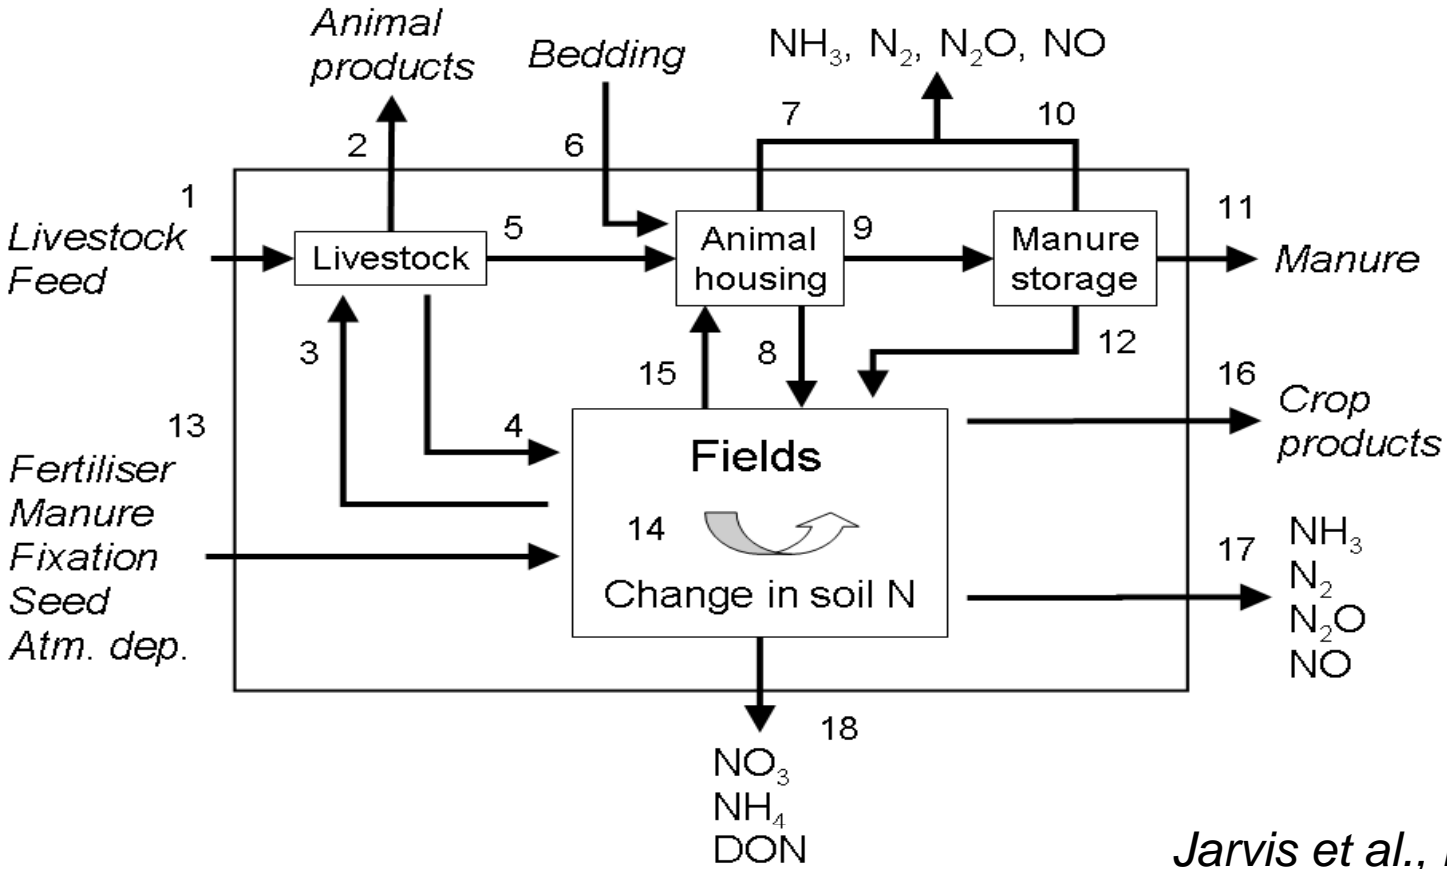 Animal
products
Bedding
NH₃, N₂, N₂O, NO
2
6
7
10
1
Livestock
Feed
Livestock
5
Animal
housing
9
Manure
storage
11
Manure
3
15
8
12
16
Crop
products
13
Fertiliser
Manure
Fixation
Seed
Atm. dep.
4
Fields
14
Change in soil N
17
NH₃
N₂
N₂O
NO
18
NO₃
NH₄
DON
Jarvis et al.,